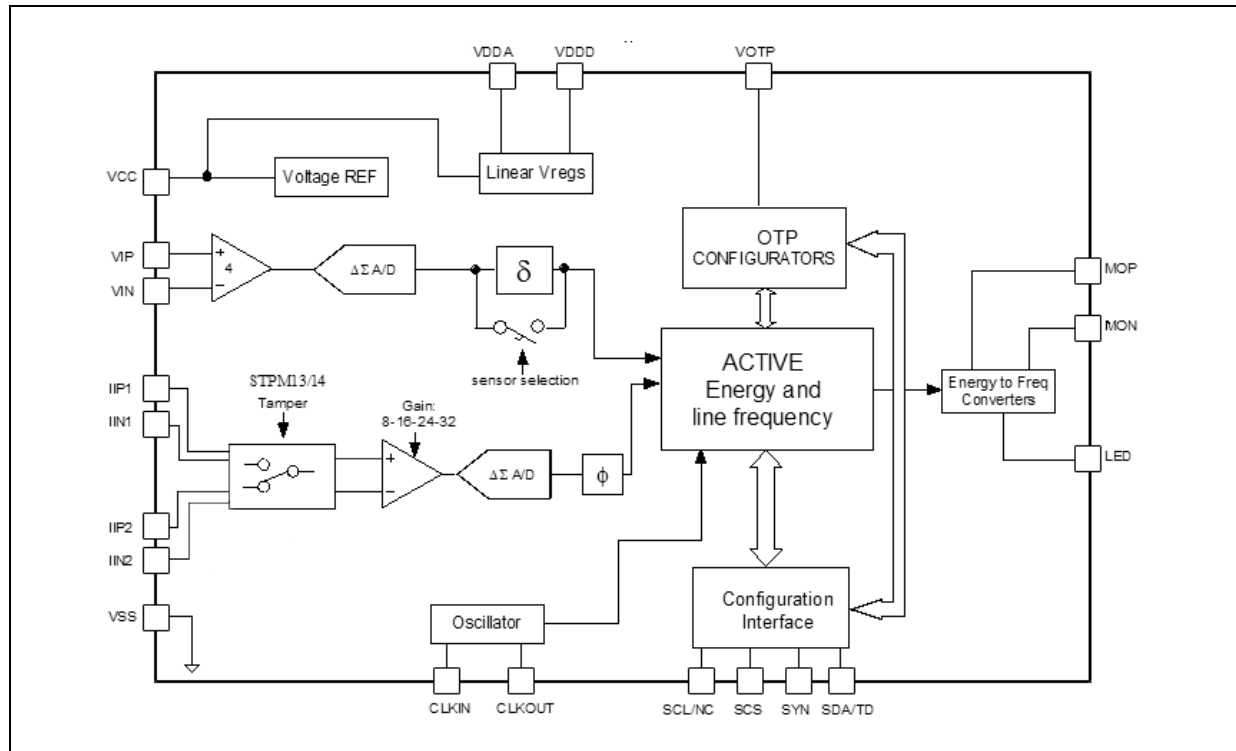 VDDA
VDDD
VOTP
VCC
Voltage REF
Linear Vregs
VIP
VIN
+
4
−
ΔΣ A/D
δ
sensor selection
OTP
CONFIGURATORS
MOP
MON
ACTIVE
Energy and
line frequency
Energy to Freq
Converters
LED
IIP1
IIN1
STPM13/14
Tamper
Gain:
8-16-24-32
+
−
ΔΣ A/D
ϕ
IIP2
IIN2
VSS
Oscillator
Configuration
Interface
CLKIN
CLKOUT
SCL/NC
SCS
SYN
SDA/TD